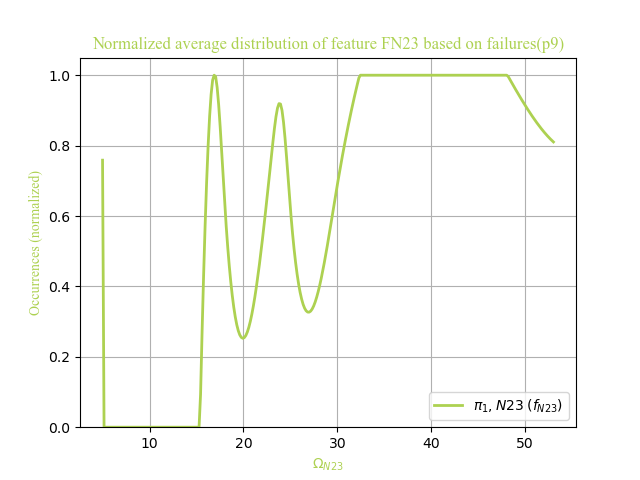 Normalized average distribution of feature FN23 based on failures(p9)
Occurrences (normalized)
1.0
0.8
0.6
0.4
0.2
0.0
10 20 30 40 50
π₁, N23 (f_N23)
Ω_N23